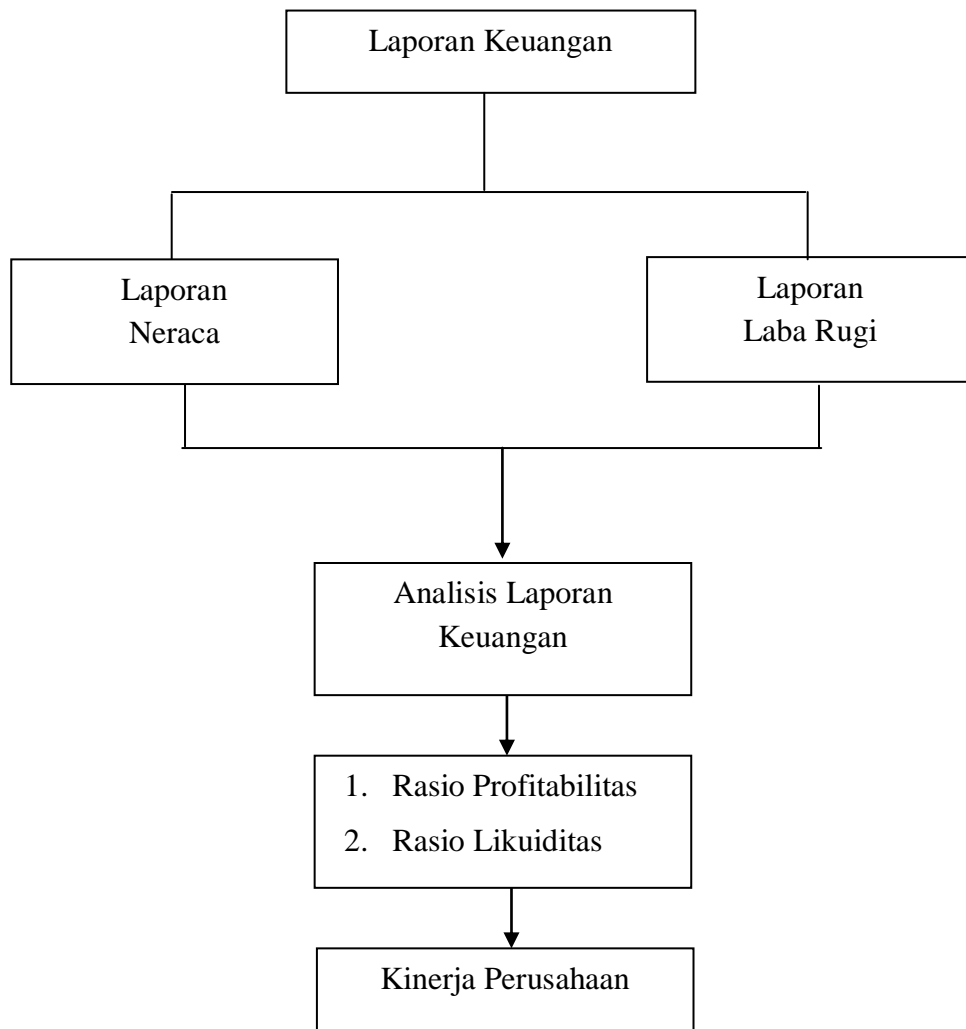 Laporan Keuangan
Laporan
Neraca
Laporan
Laba Rugi
Analisis Laporan
Keuangan
1. Rasio Profitabilitas
2. Rasio Likuiditas
Kinerja Perusahaan